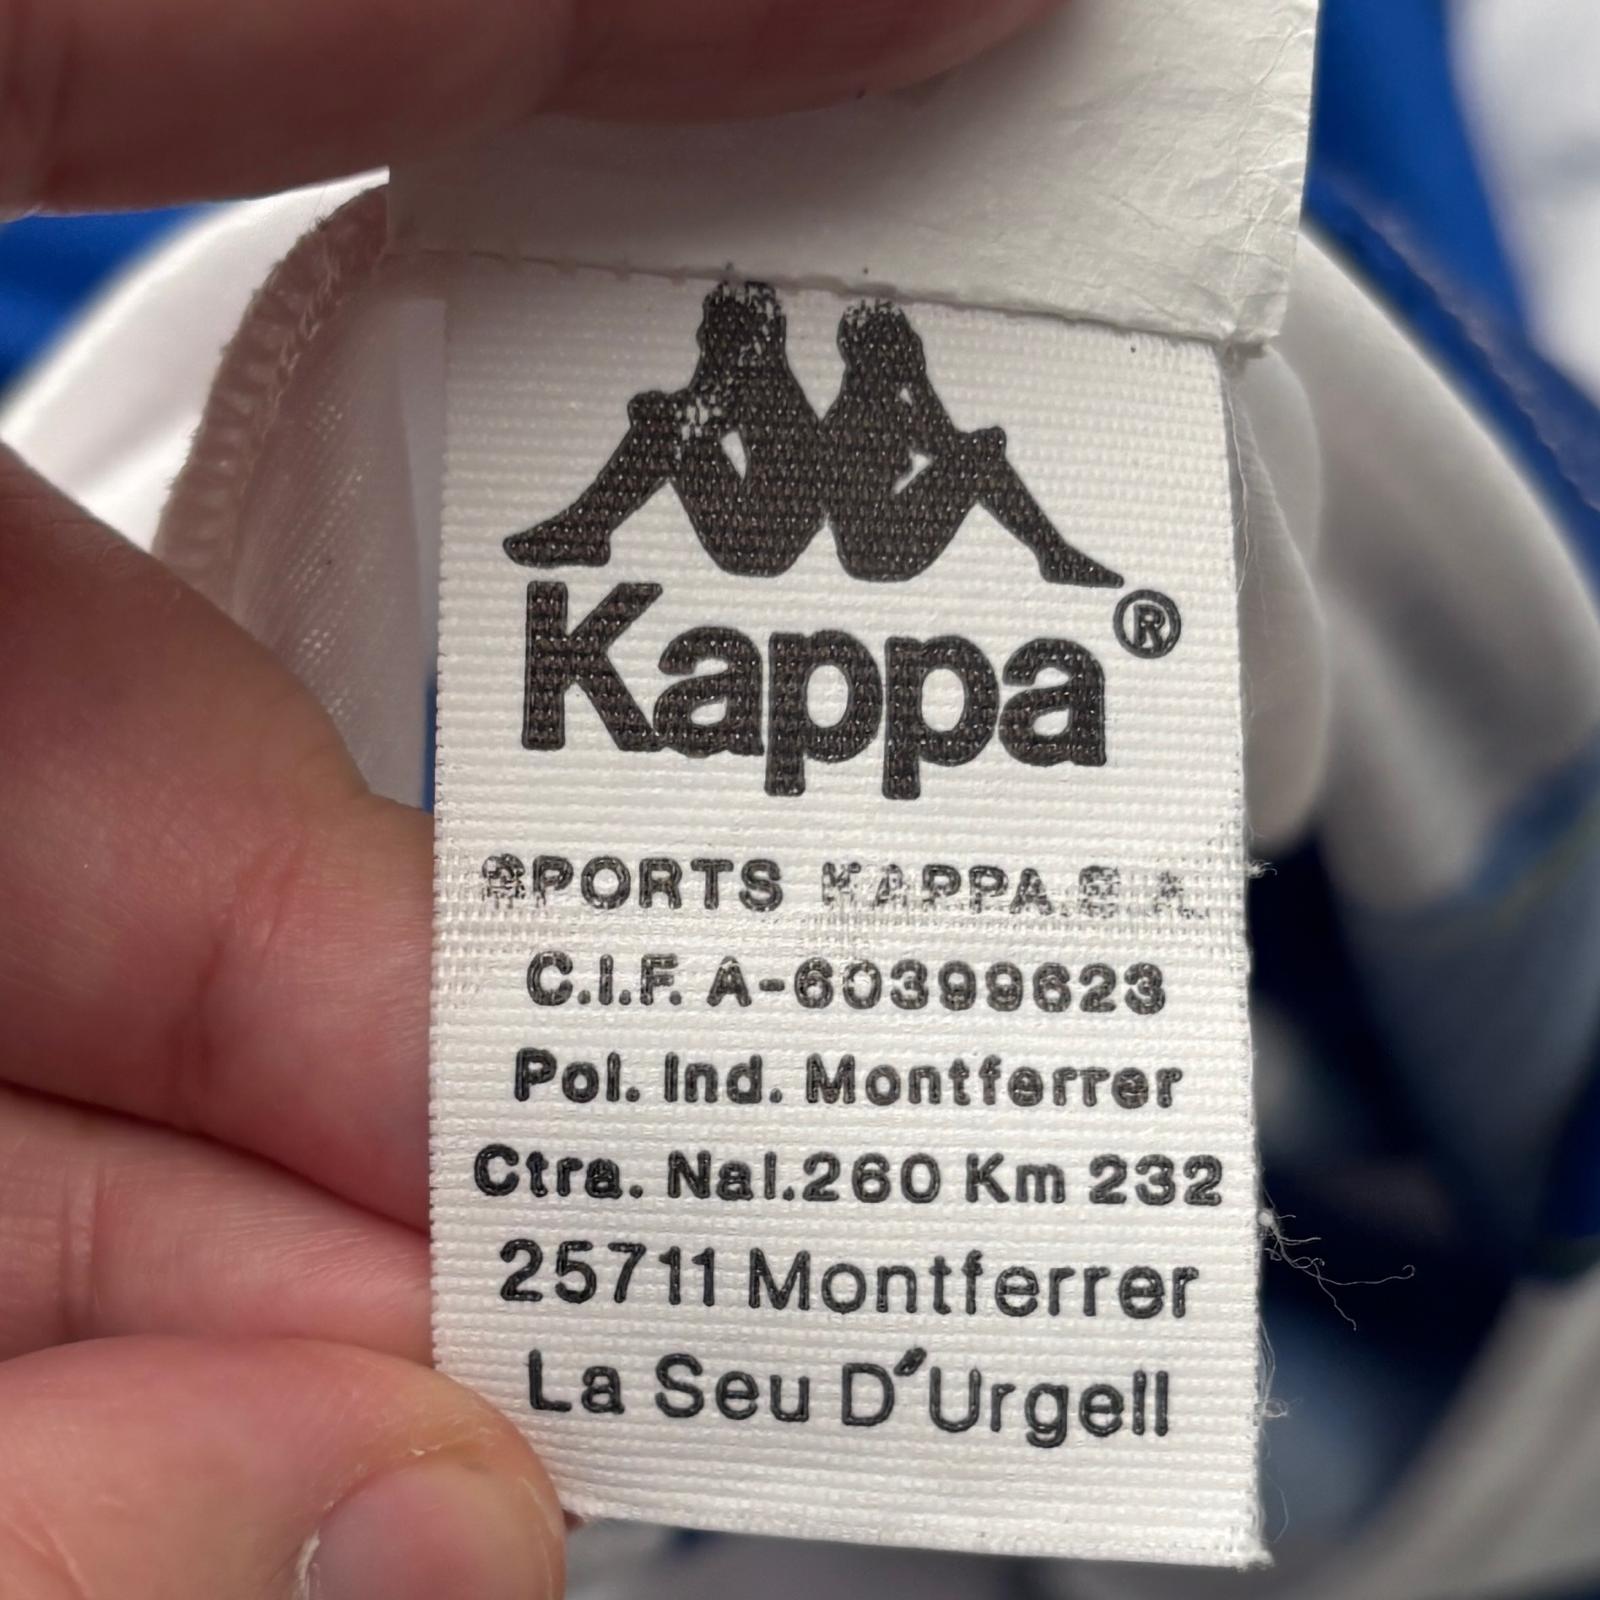 Kappa®
SPORTS KAPPA.S.A.
C.I.F. A-60399623
Pol. Ind. Montferrer
Ctra. Nal.260 Km 232
25711 Montferrer
La Seu D'Urgell